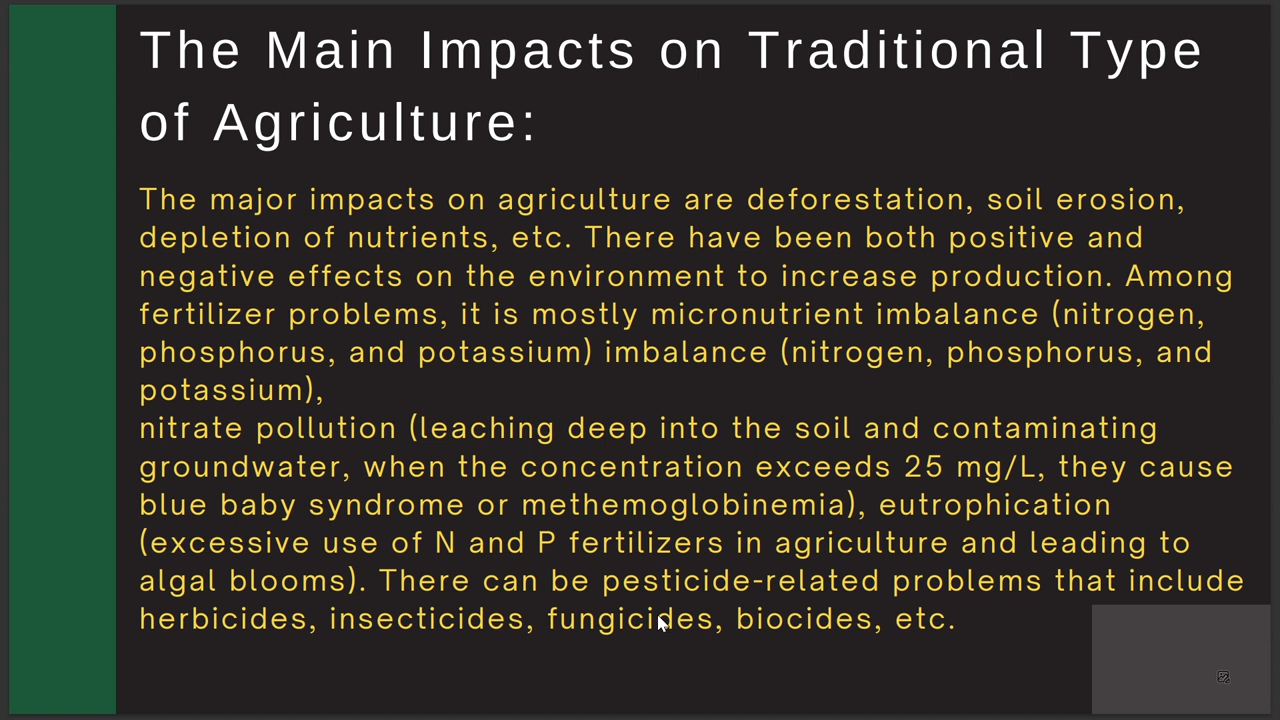 The Main Impacts on Traditional Type
of Agriculture:
The major impacts on agriculture are deforestation, soil erosion,
depletion of nutrients, etc. There have been both positive and
negative effects on the environment to increase production. Among
fertilizer problems, it is mostly micronutrient imbalance (nitrogen,
phosphorus, and potassium) imbalance (nitrogen, phosphorus, and
potassium),
nitrate pollution (leaching deep into the soil and contaminating
groundwater, when the concentration exceeds 25 mg/L, they cause
blue baby syndrome or methemoglobinemia), eutrophication
(excessive use of N and P fertilizers in agriculture and leading to
algal blooms). There can be pesticide-related problems that include
herbicides, insecticides, fungicides, biocides, etc.